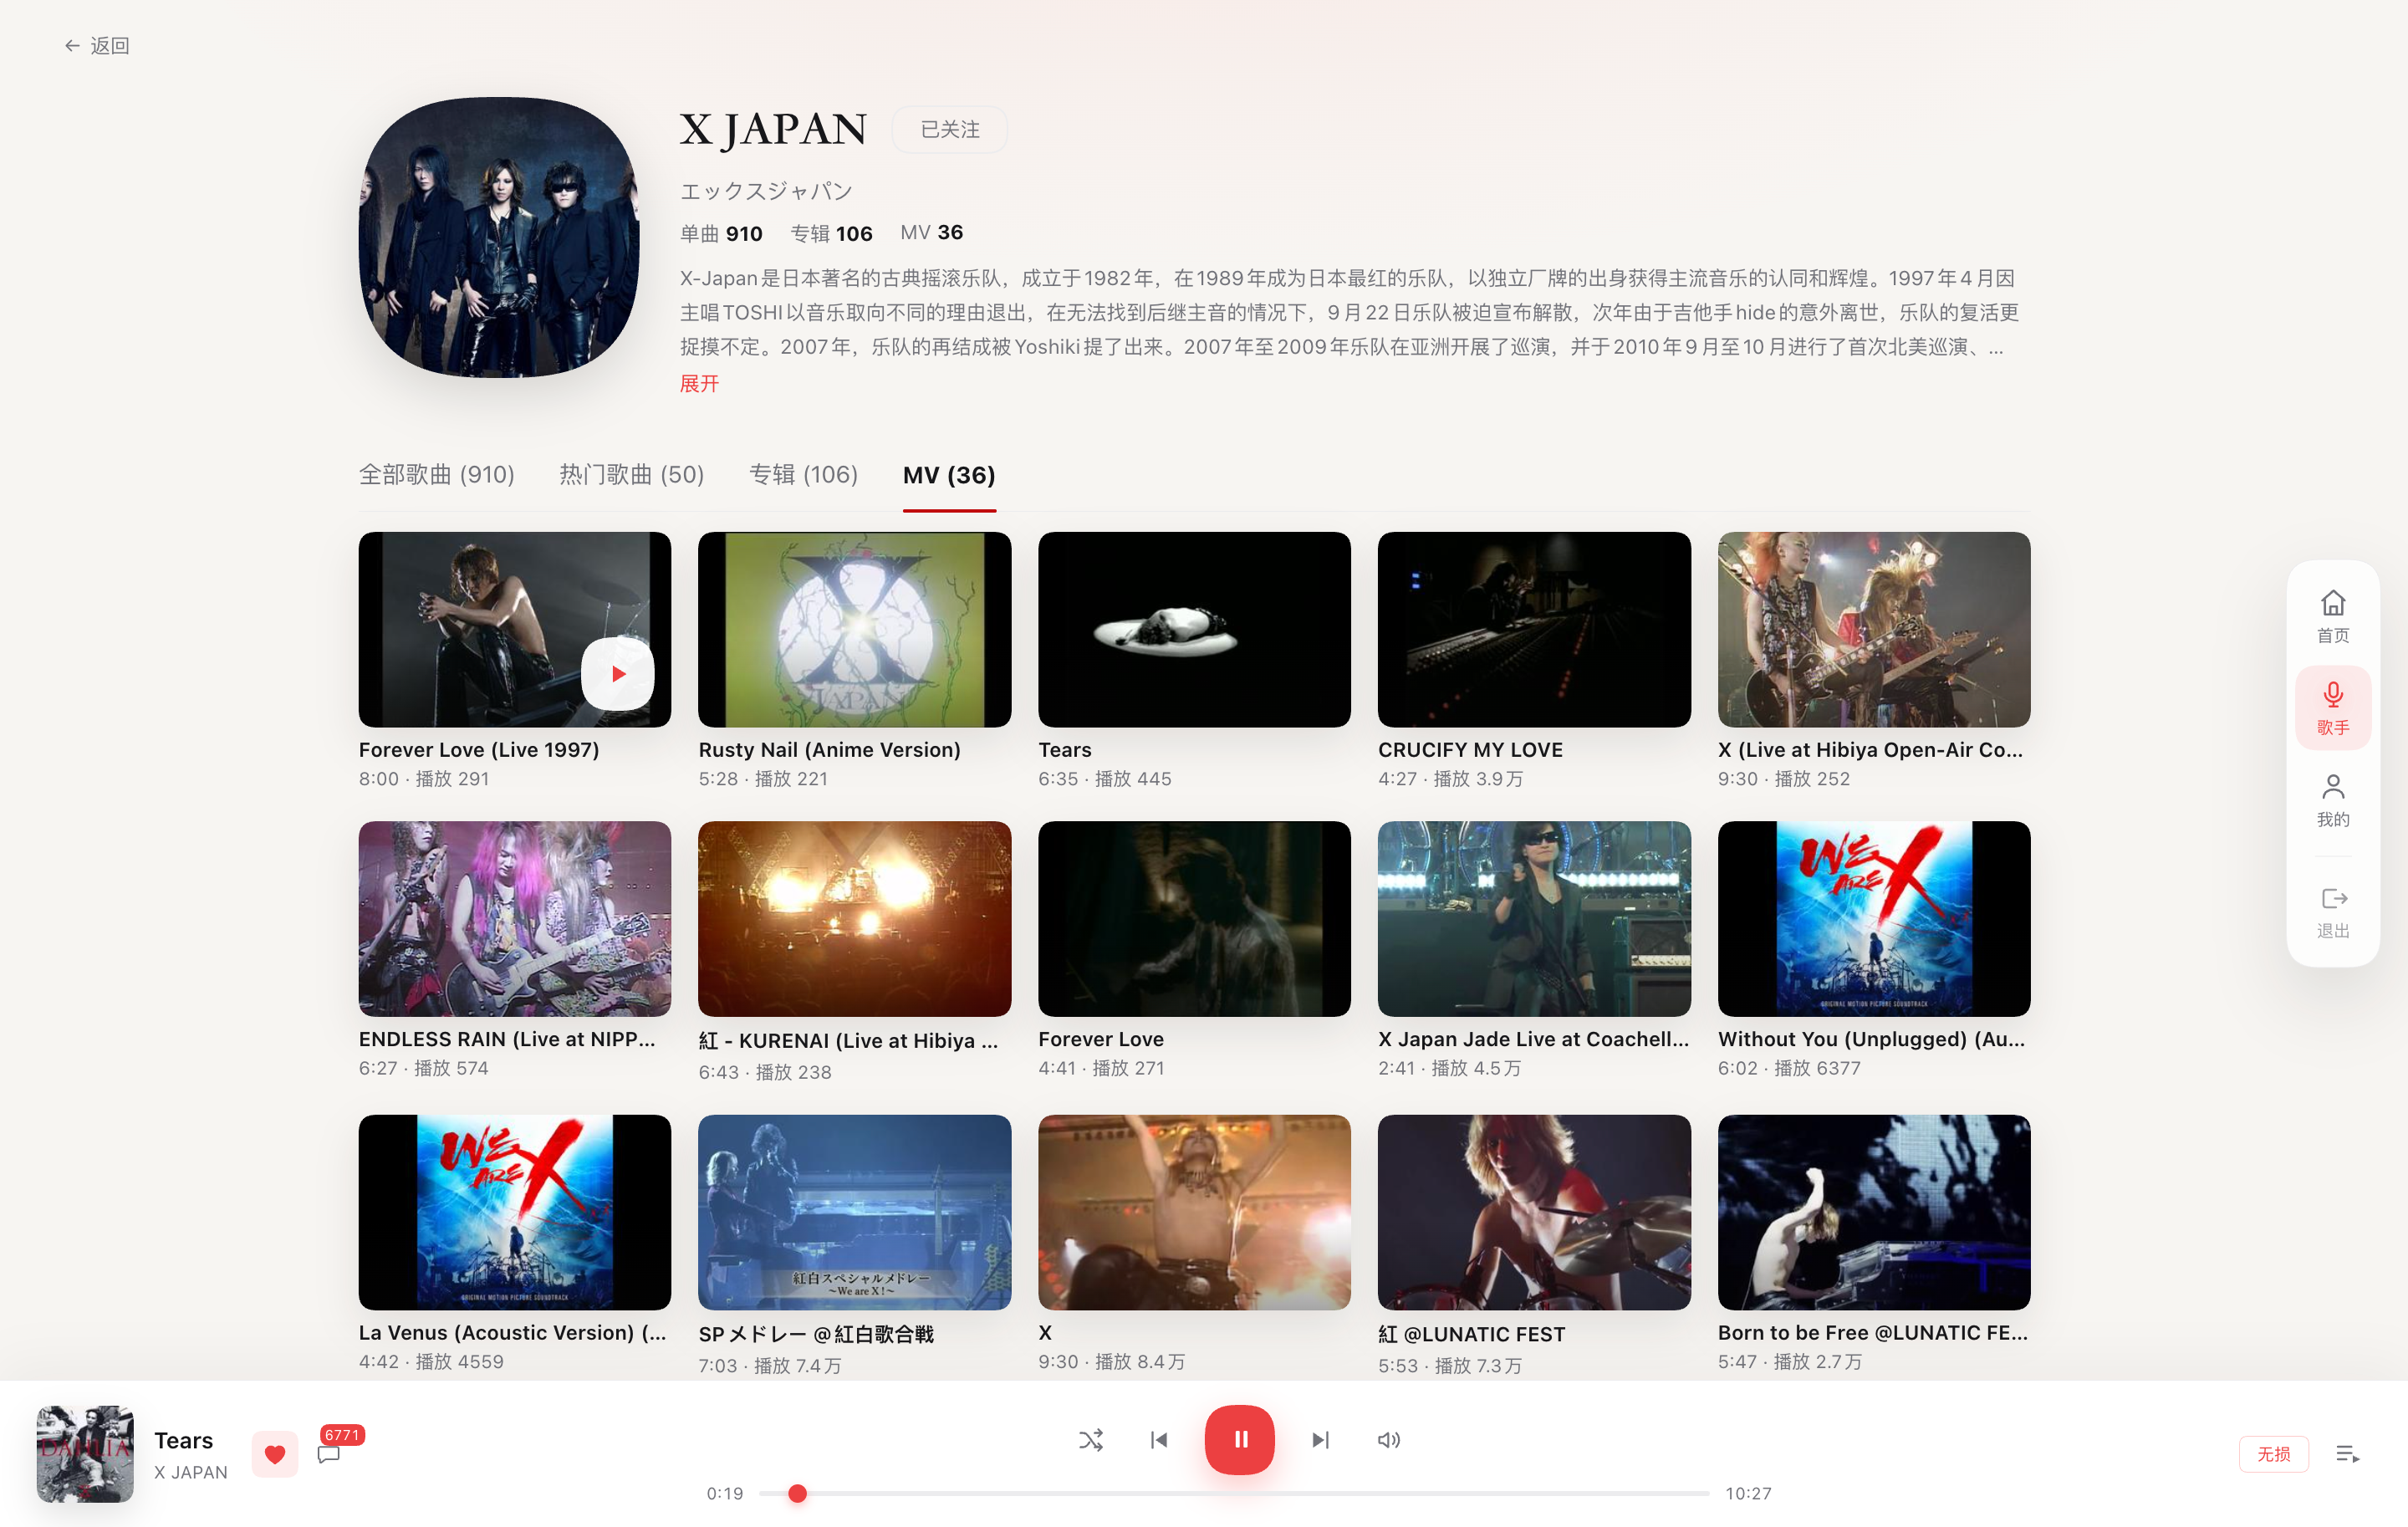 返回
X JAPAN 已关注
エックスジャパン
单曲 910 专辑 106 MV 36
X-Japan是日本著名的古典摇滚乐队，成立于1982年，在1989年成为日本最红的乐队，以独立厂牌的出身获得主流音乐的认同和辉煌。1997年4月因
主唱TOSHI以音乐取向不同的理由退出，在无法找到后继主音的情况下，9月22日乐队被迫宣布解散，次年由于吉他手hide的意外离世，乐队的复活更
捉摸不定。2007年，乐队的再结成被Yoshiki提了出来。2007年至2009年乐队在亚洲开展了巡演，并于2010年9月至10月进行了首次北美巡演、...
展开
全部歌曲 (910) 热门歌曲 (50) 专辑 (106) MV (36)
X
JAPAN
Forever Love (Live 1997)
8:00 · 播放 291
Rusty Nail (Anime Version)
5:28 · 播放 221
Tears
6:35 · 播放 445
CRUCIFY MY LOVE
4:27 · 播放 3.9万
X (Live at Hibiya Open-Air Co...
9:30 · 播放 252
WE ARE X
ORIGINAL MOTION PICTURE SOUNDTRACK
ENDLESS RAIN (Live at NIPP...
6:27 · 播放 574
紅 - KURENAI (Live at Hibiya ...
6:43 · 播放 238
Forever Love
4:41 · 播放 271
X Japan Jade Live at Coachell...
2:41 · 播放 4.5万
Without You (Unplugged) (Au...
6:02 · 播放 6377
WE ARE X
ORIGINAL MOTION PICTURE SOUNDTRACK
紅白スペシャルメドレー
～We are X！～
La Venus (Acoustic Version) (...
4:42 · 播放 4559
SPメドレー @紅白歌合戦
7:03 · 播放 7.4万
X
9:30 · 播放 8.4万
紅 @LUNATIC FEST
5:53 · 播放 7.3万
Born to be Free @LUNATIC FE...
5:47 · 播放 2.7万
首页
歌手
我的
退出
DAHLIA
Tears
X JAPAN
6771
0:19
10:27
无损